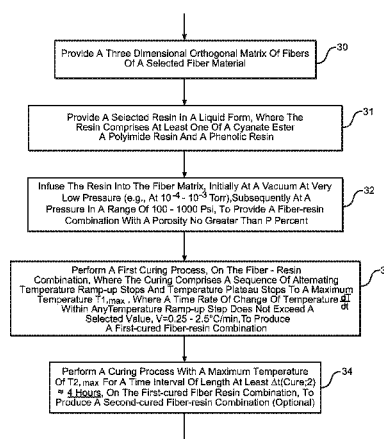 Provide A Three Dimensional Orthogonal Matrix Of Fibers
Of A Selected Fiber Material
30
Provide A Selected Resin In A Liquid Form, Where The
Resin Comprises At Least One Of A Cyanate Ester
A Polyimide Resin And A Phenolic Resin
31
Infuse The Resin Into The Fiber Matrix, Initially At A Vacuum At Very
Low Pressure (e.g., At 10⁻⁴ - 10⁻³ Torr),Subsequently At A
Pressure In A Range Of 100 - 1000 Psi, To Provide A Fiber-resin
Combination With A Porosity No Greater Than P Percent
32
Perform A First Curing Process, On The Fiber - Resin
Combination, Where The Curing Comprises A Sequence Of Alternating
Temperature Ramp-up Stops And Temperature Plateau Stops To A Maximum
Temperature T1,max , Where A Time Rate Of Change Of Temperature dT/dt
Within AnyTemperature Ramp-up Step Does Not Exceed A
Selected Value, V=0.25 - 2.5°C/min,To Produce
A First-cured Fiber-resin Combination
Perform A Curing Process With A Maximum Temperature
Of T2,max For A Time Interval Of Length At Least Δt(Cure;2)
≈ 4 Hours, On The First-cured Fiber Resin Combination, To
Produce A Second-cured Fiber-resin Combination (Optional)
34